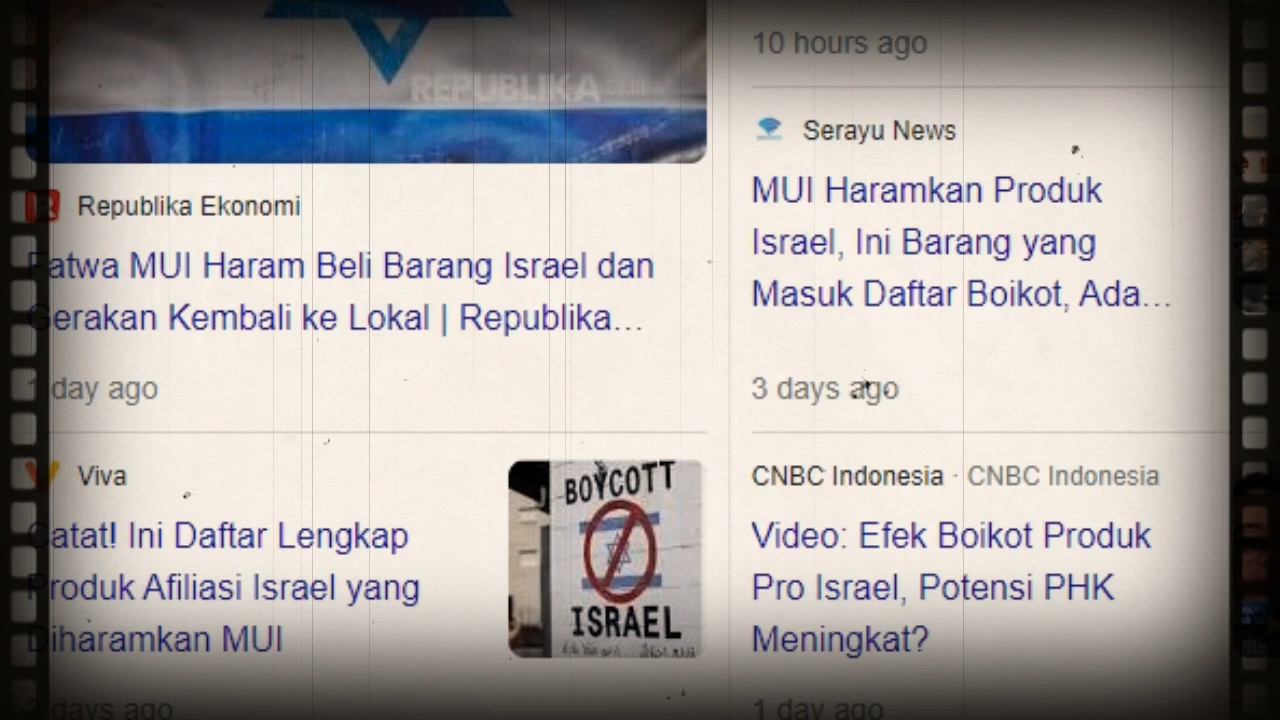 REPUBLIKA
Republika Ekonomi
Fatwa MUI Haram Beli Barang Israel dan
Gerakan Kembali ke Lokal | Republika...
1 day ago
Viva
Catat! Ini Daftar Lengkap
Produk Afiliasi Israel yang
Diharamkan MUI
BOYCOTT
ISRAEL
days ago
10 hours ago
Serayu News
MUI Haramkan Produk
Israel, Ini Barang yang
Masuk Daftar Boikot, Ada...
3 days ago
CNBC Indonesia · CNBC Indonesia
Video: Efek Boikot Produk
Pro Israel, Potensi PHK
Meningkat?
1 day ago